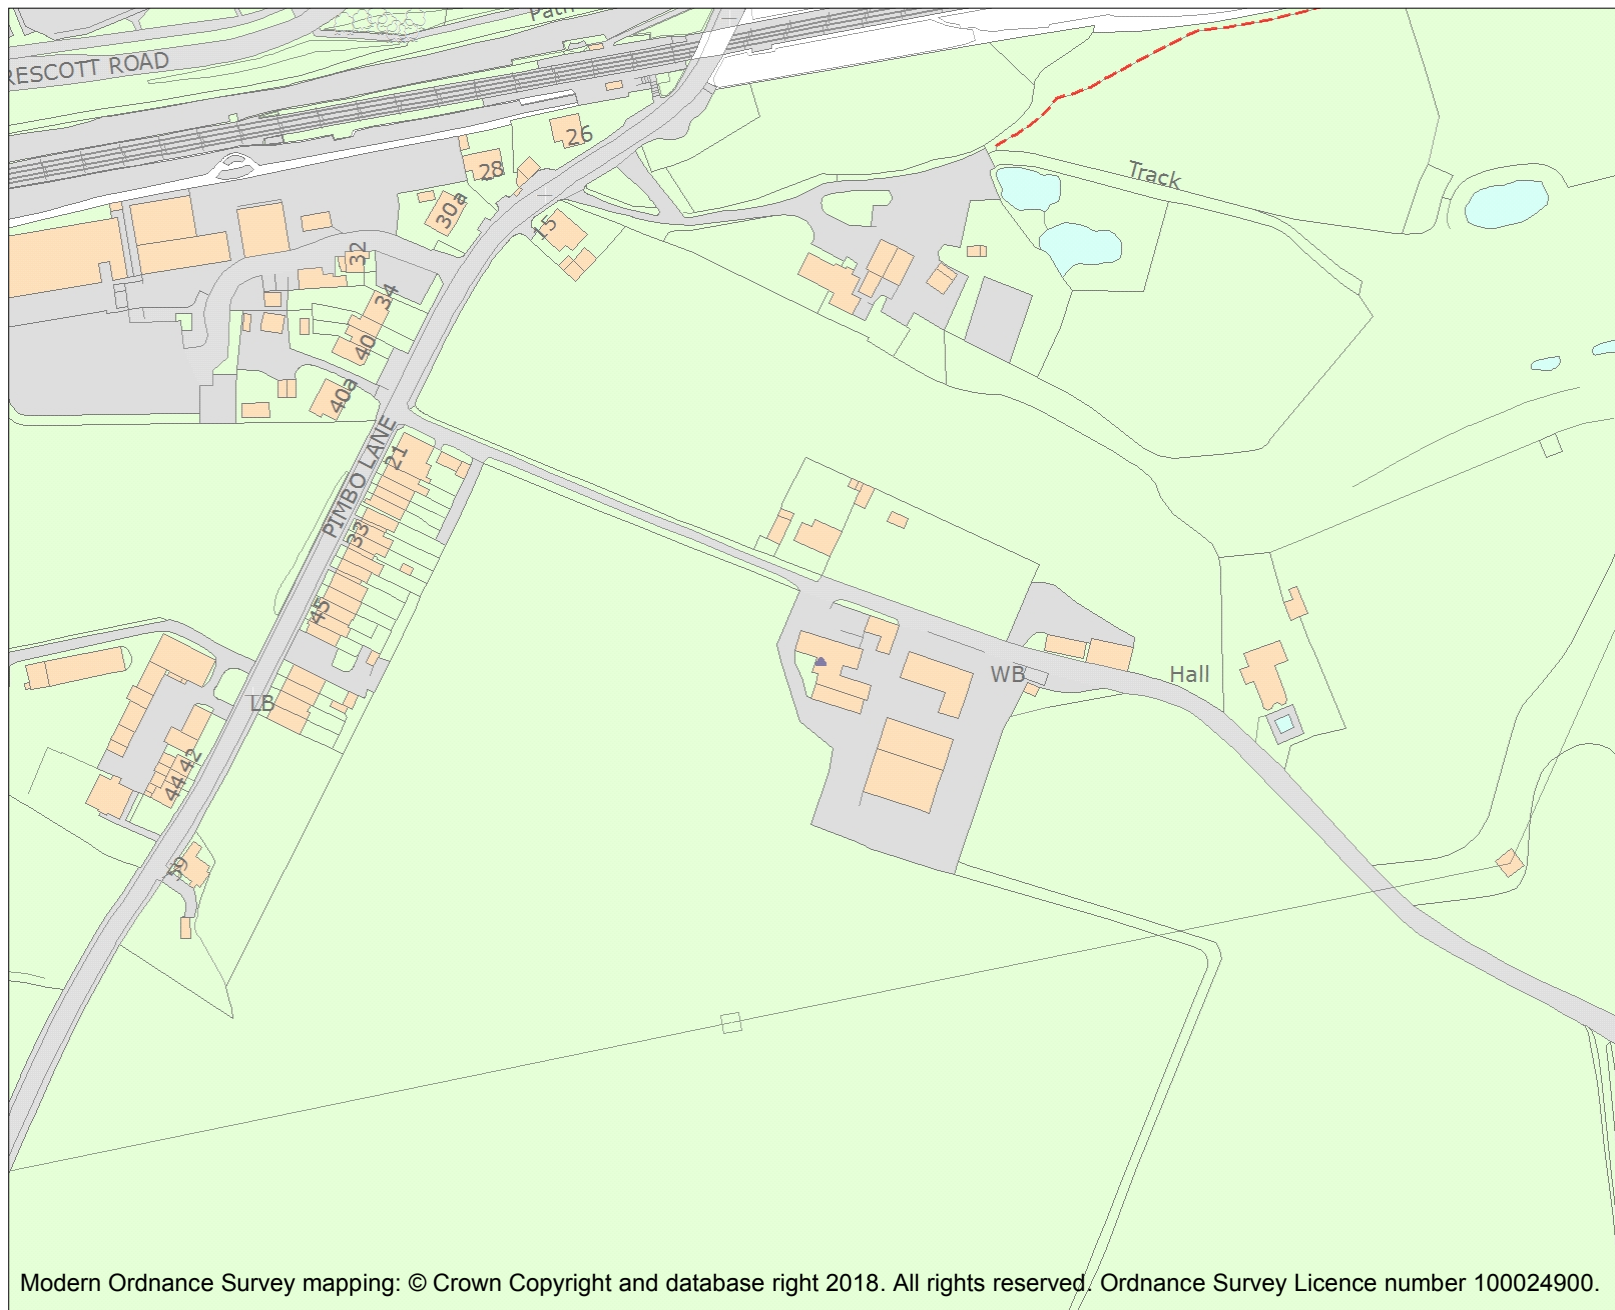 Path
RESCOTT ROAD
26
28
Track
30a
15
32
34
40
40a
PIMBO LANE
21
33
45
WB
Hall
LB
42
44
59
Modern Ordnance Survey mapping: © Crown Copyright and database right 2018. All rights reserved. Ordnance Survey Licence number 100024900.